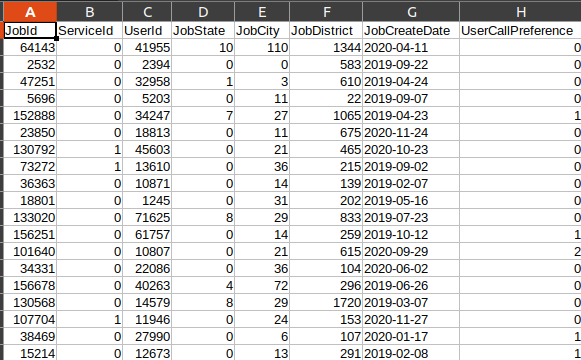 A B C D E F G H
JobId ServiceId UserId JobState JobCity JobDistrict JobCreateDate UserCallPreference
64143 0 41955 10 110 1344 2020-04-11 0
2532 0 2394 0 0 583 2019-09-22 0
47251 0 32958 1 3 610 2019-04-24 0
5696 0 5203 0 11 22 2019-09-07 0
152888 0 34247 7 27 1065 2019-04-23 1
23850 0 18813 0 11 675 2020-11-24 0
130792 1 45603 0 21 465 2020-10-23 0
73272 1 13610 0 36 215 2019-09-02 0
36363 0 10871 0 14 139 2019-02-07 0
18801 0 1245 0 31 202 2019-05-16 0
133020 0 71625 8 29 833 2019-07-23 0
156251 0 61757 0 14 259 2019-10-12 1
101640 0 10807 0 21 615 2020-09-29 2
34331 0 22086 0 36 104 2020-06-02 0
156678 0 40263 4 72 296 2019-06-26 0
130568 0 14579 8 29 1720 2019-03-07 0
107704 1 11946 0 24 153 2020-11-27 0
38469 0 27990 0 6 107 2020-01-17 1
15214 0 12673 0 13 291 2019-02-08 1